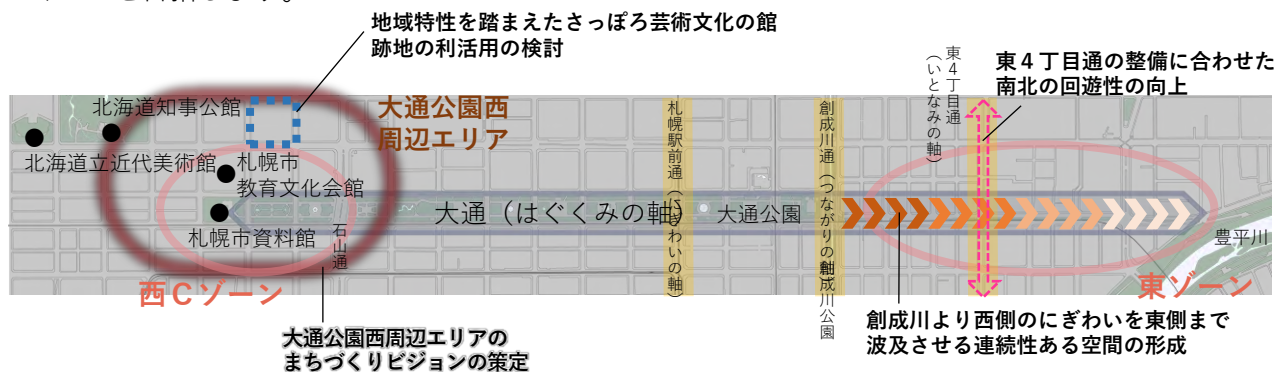 地域特性を踏まえたさっぽろ芸術文化の館
跡地の利活用の検討
東４丁目通
（いとなみの軸）
東４丁目通の整備に合わせた
南北の回遊性の向上
北海道知事公館
大通公園西
周辺エリア
札幌駅前通（にぎわいの軸）
創成川通（つながりの軸）
北海道立近代美術館
札幌市
教育文化会館
大通（はぐくみの軸）
大通公園
札幌市資料館
石山通
豊平川
創成川公園
西Cゾーン
東ゾーン
創成川より西側のにぎわいを東側まで
波及させる連続性ある空間の形成
大通公園西周辺エリアの
まちづくりビジョンの策定